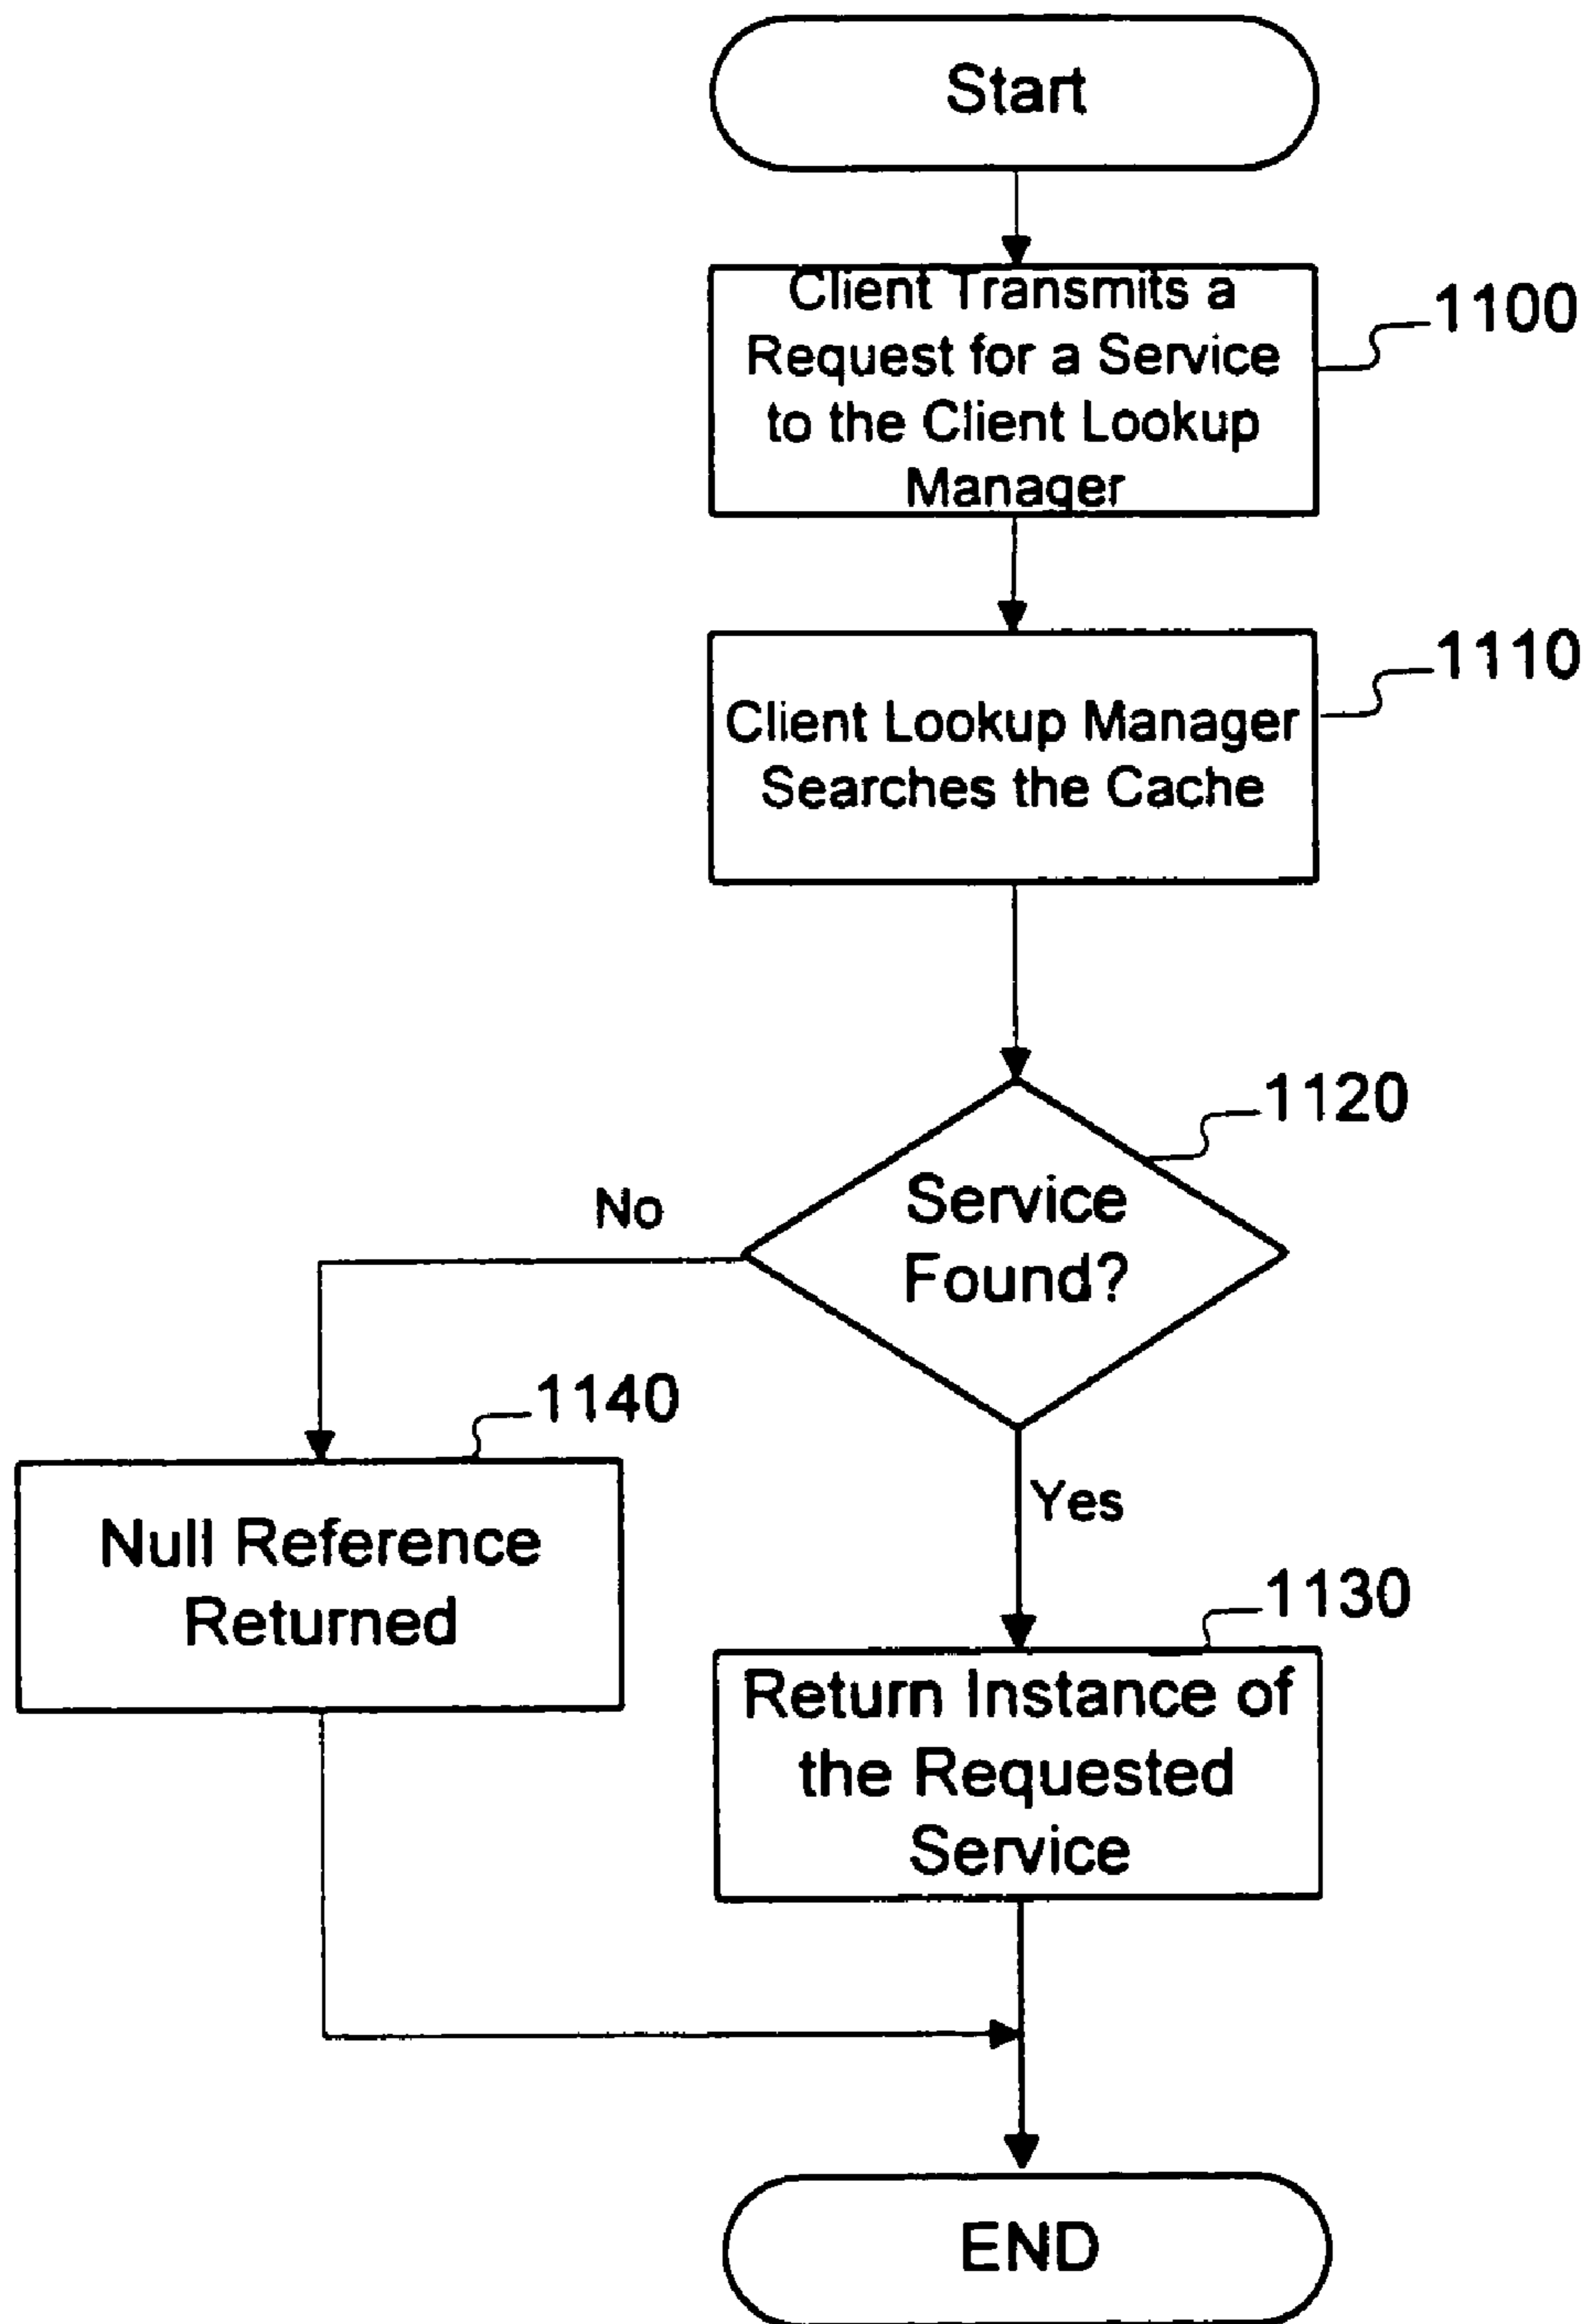 Start
Client Transmits a
Request for a Service
to the Client Lookup
Manager
1100
Client Lookup Manager
Searches the Cache
1110
Service
Found?
1120
No
Yes
Null Reference
Returned
1140
Return Instance of
the Requested
Service
1130
END